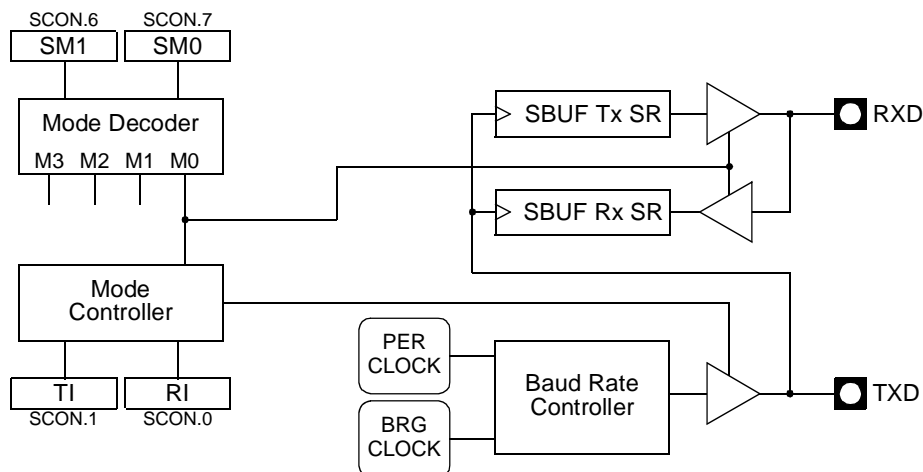 SCON.6 SCON.7
SM1 SM0
Mode Decoder
M3 M2 M1 M0
SBUF Tx SR
RXD
SBUF Rx SR
Mode
Controller
TI RI
SCON.1 SCON.0
PER
CLOCK
BRG
CLOCK
Baud Rate
Controller
TXD